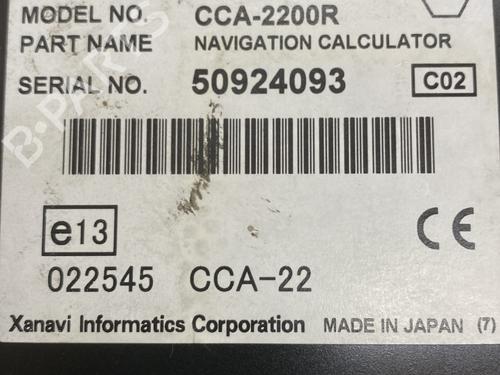 MODEL NO. CCA-2200R
PART NAME NAVIGATION CALCULATOR
SERIAL NO. 50924093 C02
e13 CE
022545 CCA-22
Xanavi Informatics Corporation MADE IN JAPAN (7)
B-PARTS